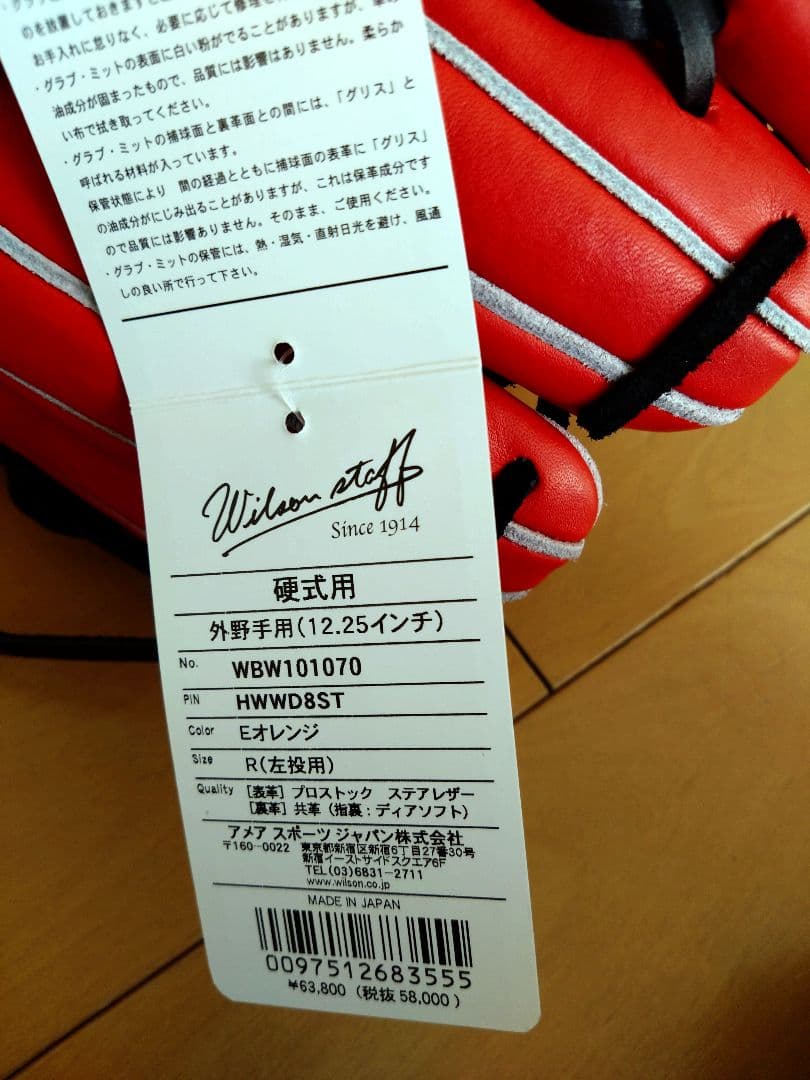 のを放置しておきますと
お手入れに怠りなく、必要に応じて修理さ
・グラブ・ミットの表面に白い粉がでることがありますが、
油成分が固まったもので、品質には影響はありません。柔らか
い布で拭き取ってください。
・グラブ・ミットの捕球面と裏革面との間には、「グリス」と
呼ばれる材料が入っています。
保管状態により 間の経過とともに捕球面の表革に「グリス」
の油成分がにじみ出ることがありますが、これは保革成分です
ので品質には影響ありません。そのまま、ご使用ください。
・グラブ・ミットの保管には、熱・湿気・直射日光を避け、風通
しの良い所で行って下さい。
Wilson staff
Since 1914
硬式用
外野手用(12.25インチ)
No. WBW101070
PIN HWWD8ST
Color Eオレンジ
Size R(左投用)
Quality [表革] プロストック ステアレザー
[裏革] 共革(指裏:ディアソフト)
アメア スポーツ ジャパン株式会社
〒160-0022 東京都新宿区新宿6丁目27番30号
新宿イーストサイドスクエア6F
TEL(03)6831-2711
www.wilson.co.jp
MADE IN JAPAN
0097512683555
¥63,800 (税抜58,000)